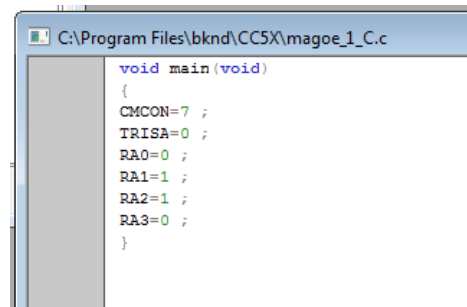 C:\Program Files\bknd\CC5X\magoe_1_C.c
void main(void)
{
CMCON=7 ;
TRISA=0 ;
RA0=0 ;
RA1=1 ;
RA2=1 ;
RA3=0 ;
}